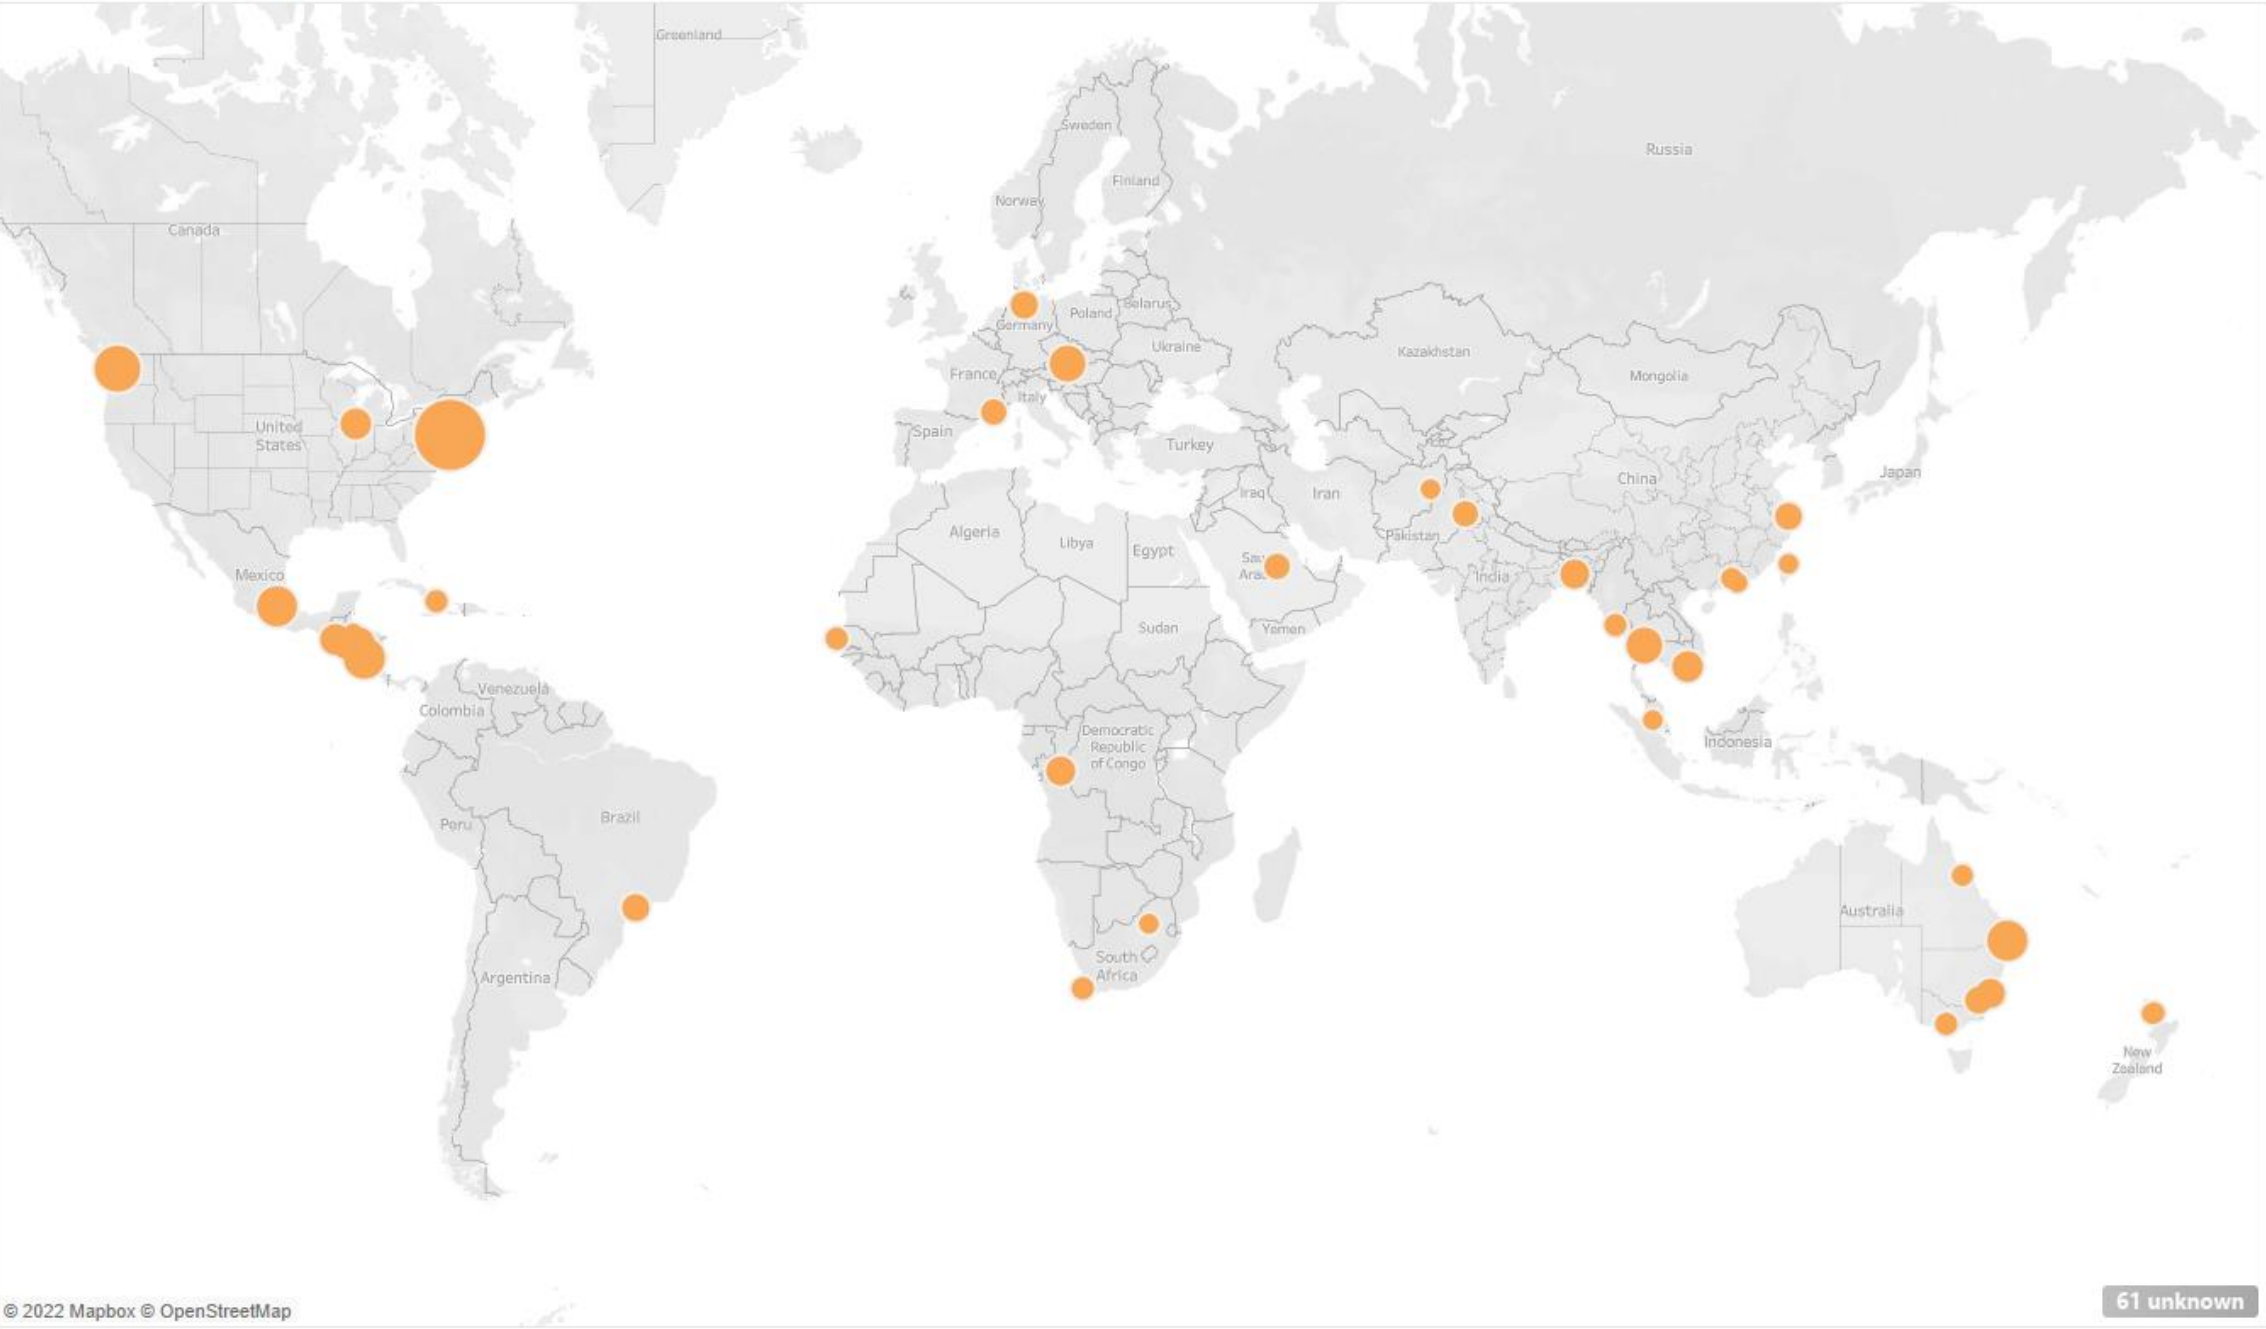 Greenland
Sweden
Russia
Finland
Norway
Canada
Belarus
Poland
Germany
Ukraine
Kazakhstan
France
Mongolia
Italy
United
States
Spain
Turkey
Japan
China
Iraq
Iran
Algeria
Pakistan
Libya
Egypt
Sau
Ara
Mexico
India
Sudan
Yemen
Venezuela
Colombia
Democratic
Republic
of Congo
Indonesia
Peru
Brazil
Australia
South
Africa
Argentina
New
Zealand
© 2022 Mapbox © OpenStreetMap
61 unknown